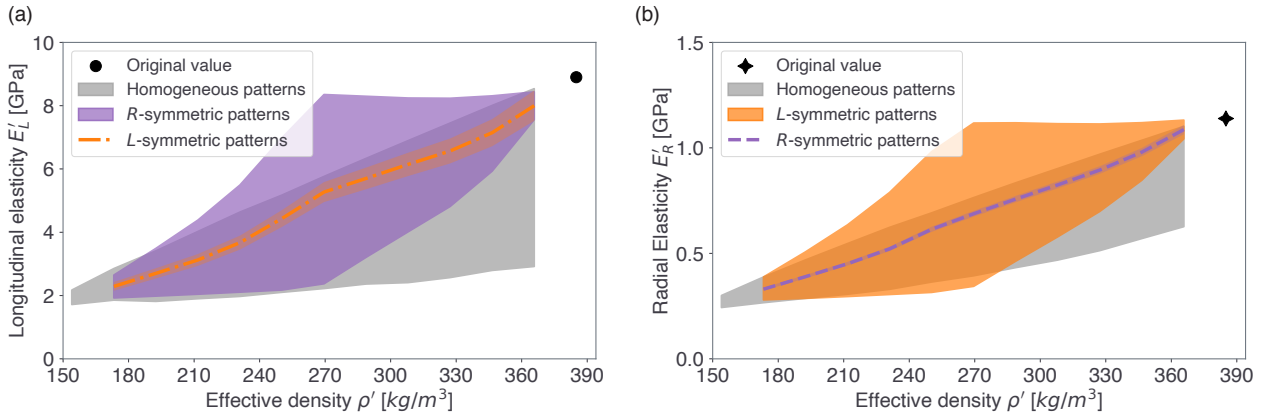 (a)
Longitudinal elasticity E′L [GPa]
10
8
6
4
2
0
Original value
Homogeneous patterns
R-symmetric patterns
L-symmetric patterns
150 180 210 240 270 300 330 360 390
Effective density ρ′ [kg/m³]
(b)
Radial Elasticity E′R [GPa]
1.5
1.0
0.5
0.0
Original value
Homogeneous patterns
L-symmetric patterns
R-symmetric patterns
150 180 210 240 270 300 330 360 390
Effective density ρ′ [kg/m³]